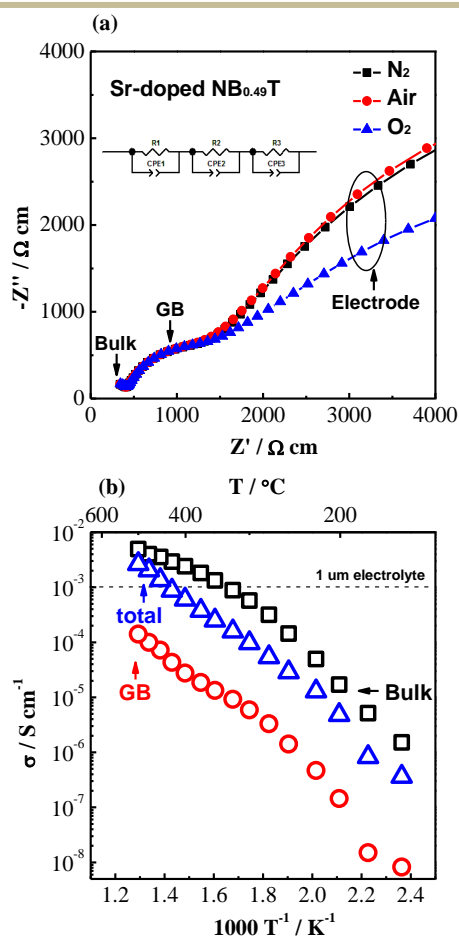 (a)
4000
Sr-doped NB₀.₄₉T
N₂
Air
O₂
R1 R2 R3
CPE1 CPE2 CPE3
3000
2000
1000
0
-Z'' / Ω cm
GB
Bulk
Electrode
0 1000 2000 3000 4000
Z' / Ω cm
(b)
T / °C
600 400 200
10⁻²
10⁻³
10⁻⁴
10⁻⁵
10⁻⁶
10⁻⁷
10⁻⁸
σ / S cm⁻¹
1 um electrolyte
total
GB
Bulk
1.2 1.4 1.6 1.8 2.0 2.2 2.4
1000 T⁻¹ / K⁻¹